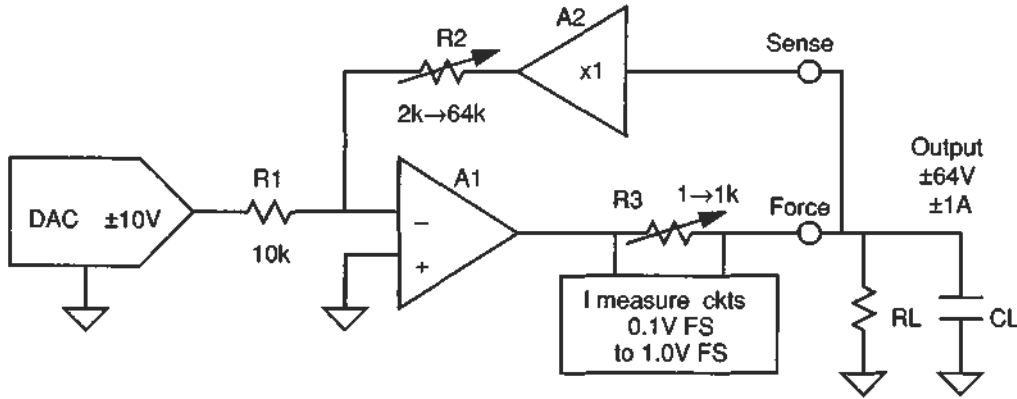 A2
R2
Sense
x1
2k→64k
Output
±64V
±1A
A1
R1
R3
1→1k
Force
DAC ±10V
−
+
10k
I measure ckts
0.1V FS
to 1.0V FS
RL
CL